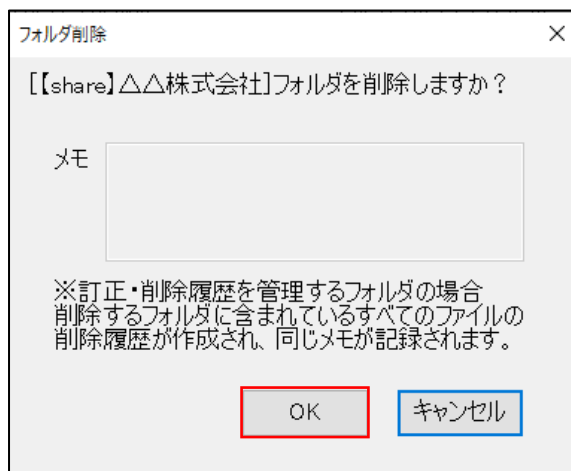 フォルダ削除
[【share】△△株式会社]フォルダを削除しますか？
メモ
※訂正・削除履歴を管理するフォルダの場合
削除するフォルダに含まれているすべてのファイルの
削除履歴が作成され、同じメモが記録されます。
OK キャンセル